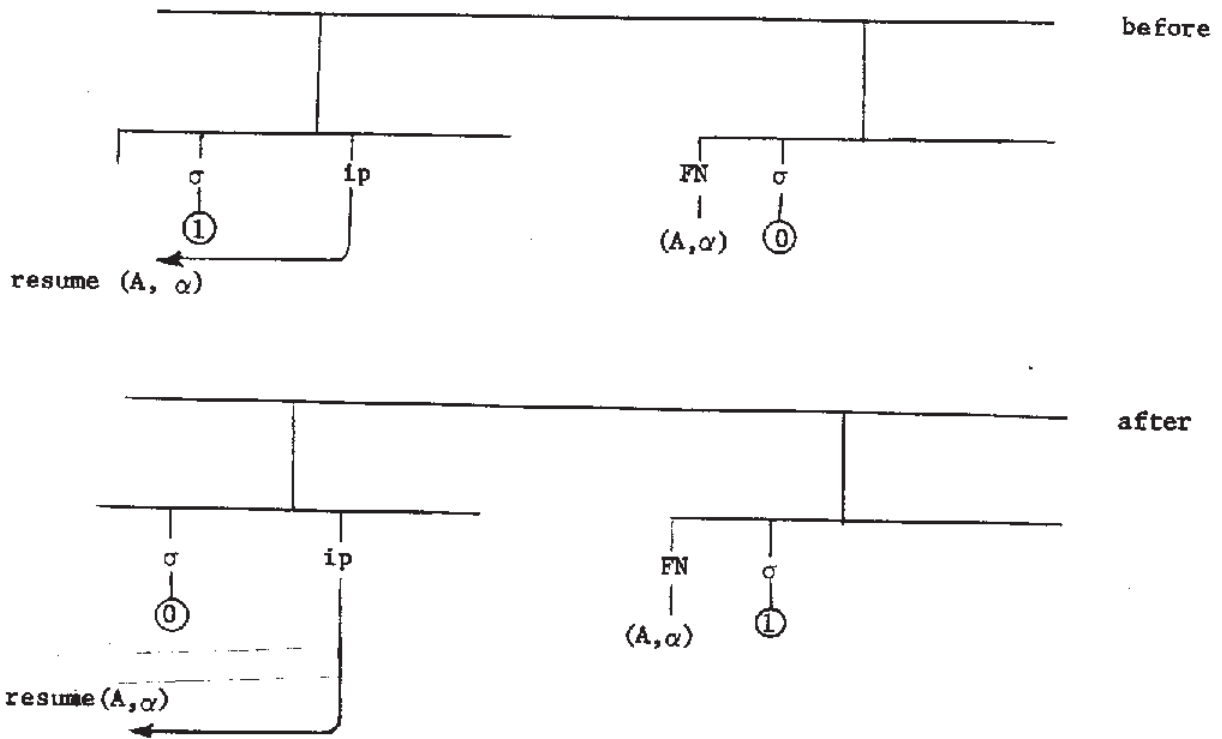 before
σ ip FN σ
1 (A,α) 0
resume (A, α)
after
σ ip FN σ
0 (A,α) 1
resume(A,α)